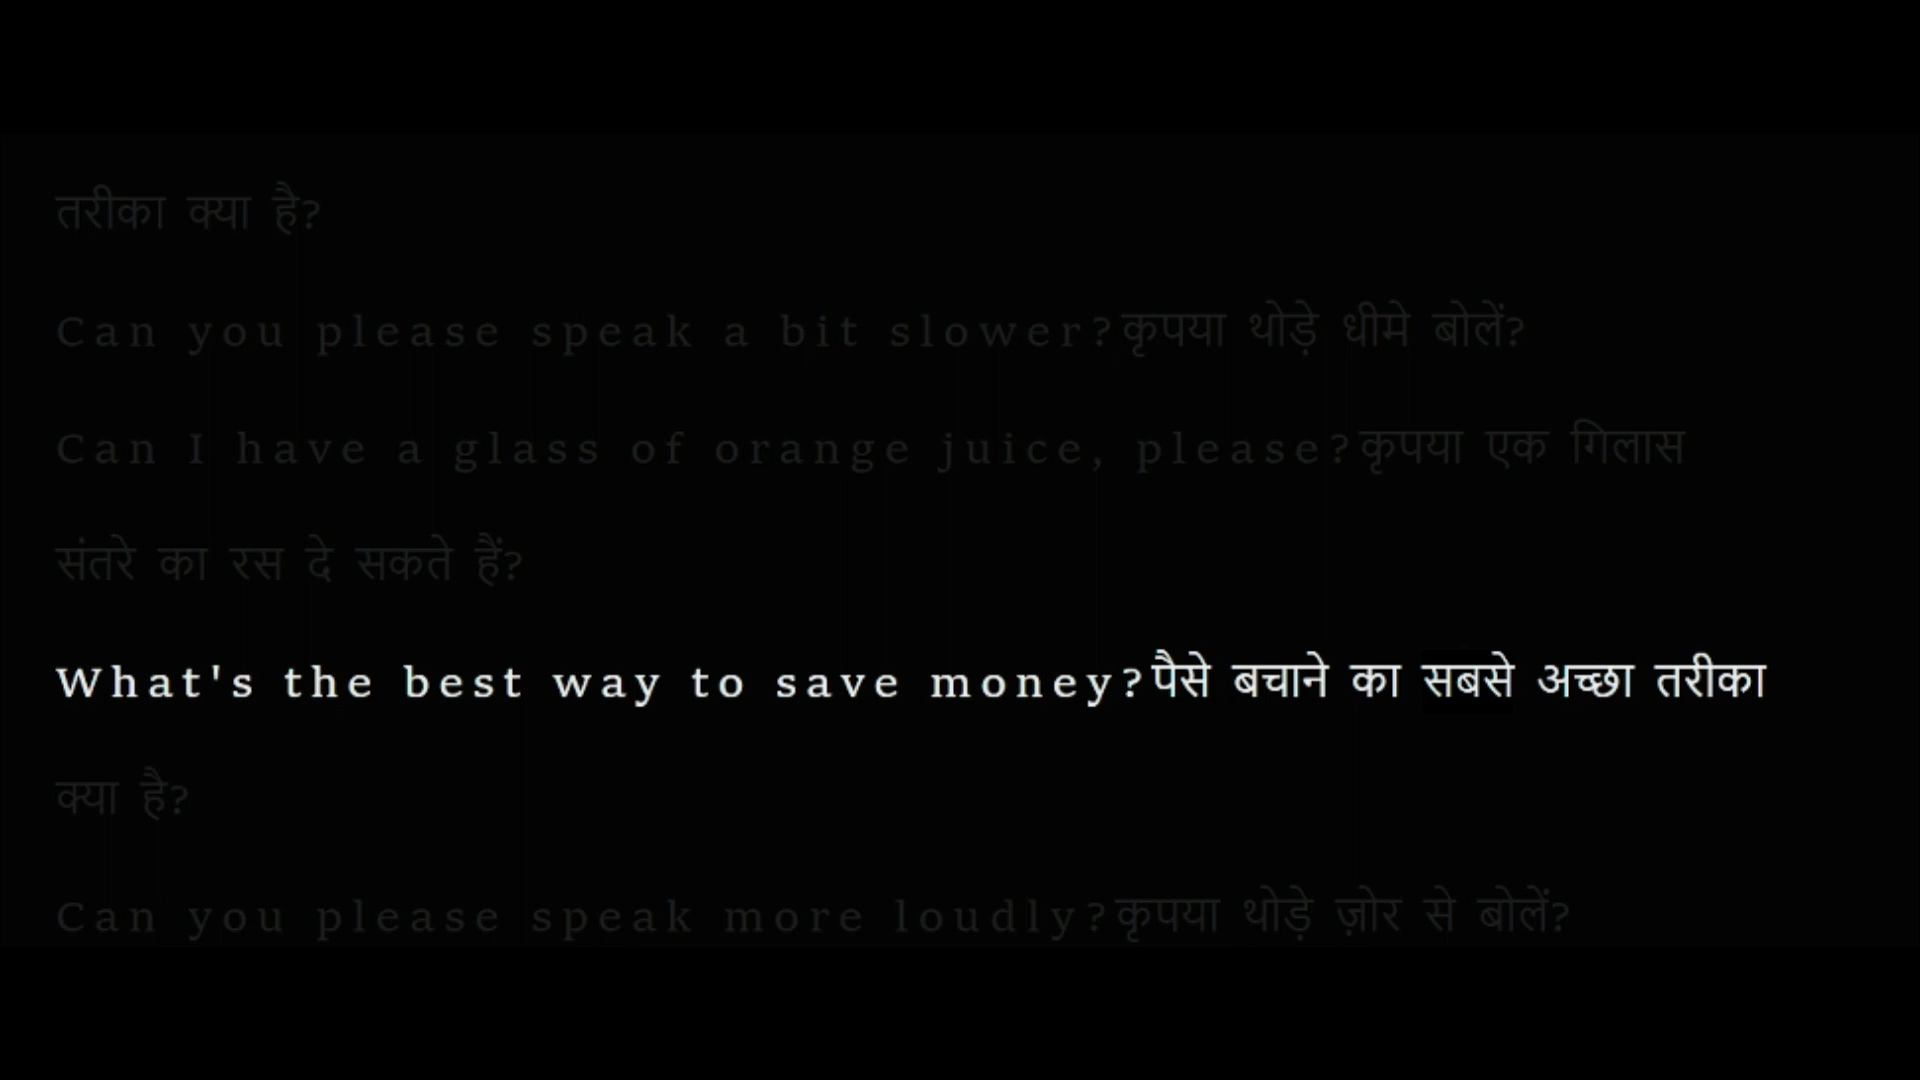 तरीका क्या है?
Can you please speak a bit slower?कृपया थोड़े धीमे बोलें?
Can I have a glass of orange juice, please?कृपया एक गिलास
संतरे का रस दे सकते हैं?
What's the best way to save money?पैसे बचाने का सबसे अच्छा तरीका
क्या है?
Can you please speak more loudly?कृपया थोड़े ज़ोर से बोलें?